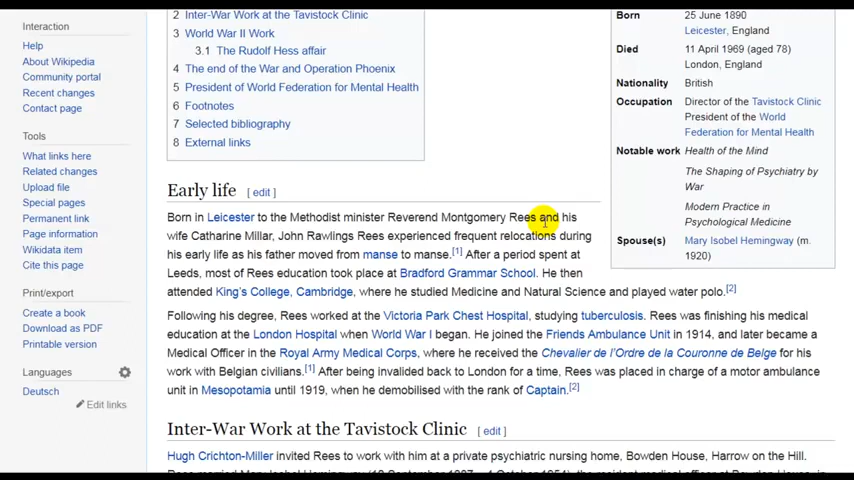 Interaction
Help
About Wikipedia
Community portal
Recent changes
Contact page
Tools
What links here
Related changes
Upload file
Special pages
Permanent link
Page information
Wikidata item
Cite this page
Print/export
Create a book
Download as PDF
Printable version
Languages
Deutsch
Edit links
2 Inter-War Work at the Tavistock Clinic
3 World War II Work
3.1 The Rudolf Hess affair
4 The end of the War and Operation Phoenix
5 President of World Federation for Mental Health
6 Footnotes
7 Selected bibliography
8 External links
Born 25 June 1890
Leicester, England
Died 11 April 1969 (aged 78)
London, England
Nationality British
Occupation Director of the Tavistock Clinic
President of the World
Federation for Mental Health
Notable work Health of the Mind
The Shaping of Psychiatry by
War
Modern Practice in
Psychological Medicine
Spouse(s) Mary Isobel Hemingway (m.
1920)
Early life [ edit ]
Born in Leicester to the Methodist minister Reverend Montgomery Rees and his
wife Catharine Millar, John Rawlings Rees experienced frequent relocations during
his early life as his father moved from manse to manse.[1] After a period spent at
Leeds, most of Rees education took place at Bradford Grammar School. He then
attended King's College, Cambridge, where he studied Medicine and Natural Science and played water polo.[2]
Following his degree, Rees worked at the Victoria Park Chest Hospital, studying tuberculosis. Rees was finishing his medical
education at the London Hospital when World War I began. He joined the Friends Ambulance Unit in 1914, and later became a
Medical Officer in the Royal Army Medical Corps, where he received the Chevalier de l'Ordre de la Couronne de Belge for his
work with Belgian civilians.[1] After being invalided back to London for a time, Rees was placed in charge of a motor ambulance
unit in Mesopotamia until 1919, when he demobilised with the rank of Captain.[2]
Inter-War Work at the Tavistock Clinic [ edit ]
Hugh Crichton-Miller invited Rees to work with him at a private psychiatric nursing home, Bowden House, Harrow on the Hill.